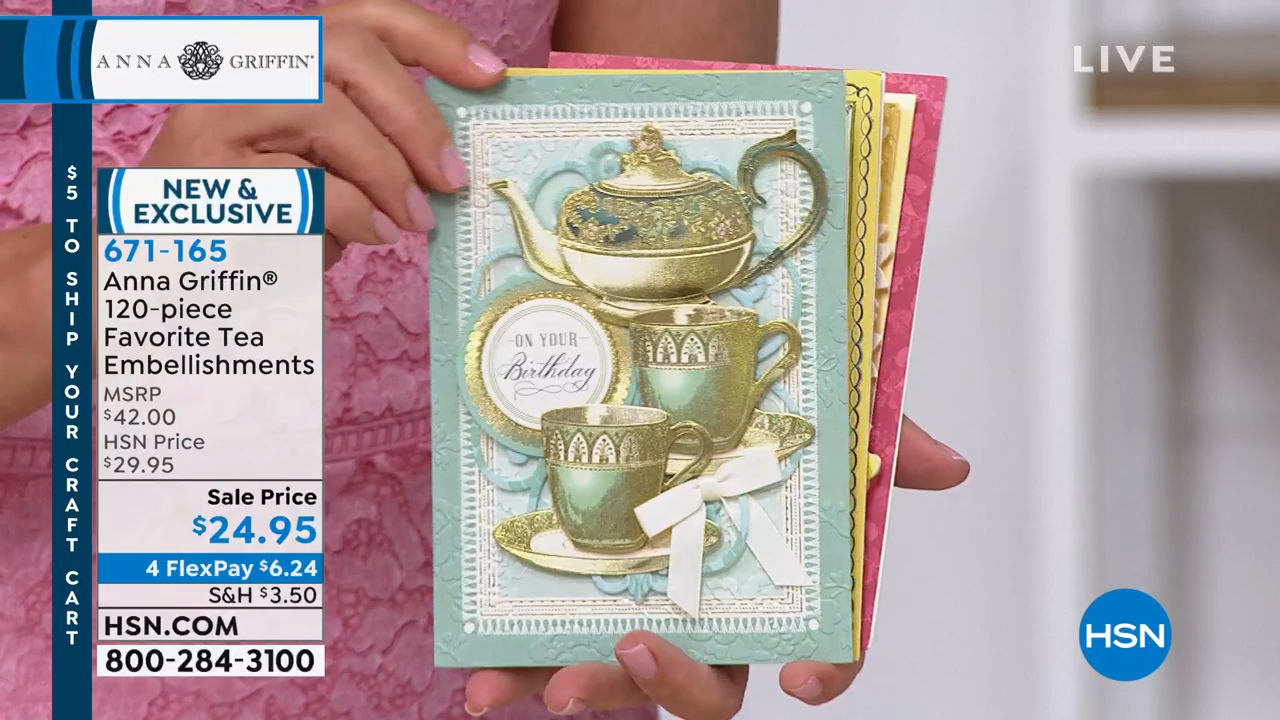 ANNA GRIFFIN®
LIVE
$5 TO SHIP YOUR CRAFT CART
NEW &
EXCLUSIVE
671-165
Anna Griffin®
120-piece
Favorite Tea
Embellishments
MSRP
$42.00
HSN Price
$29.95
Sale Price
$24.95
4 FlexPay $6.24
S&H $3.50
HSN.COM
800-284-3100
ON YOUR
Birthday
HSN